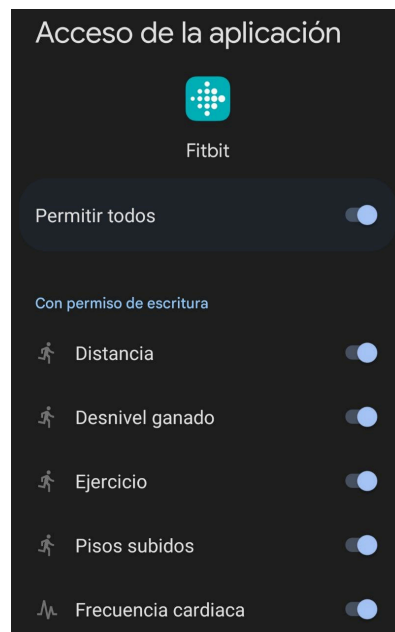 Acceso de la aplicación
Fitbit
Permitir todos
Con permiso de escritura
Distancia
Desnivel ganado
Ejercicio
Pisos subidos
Frecuencia cardiaca